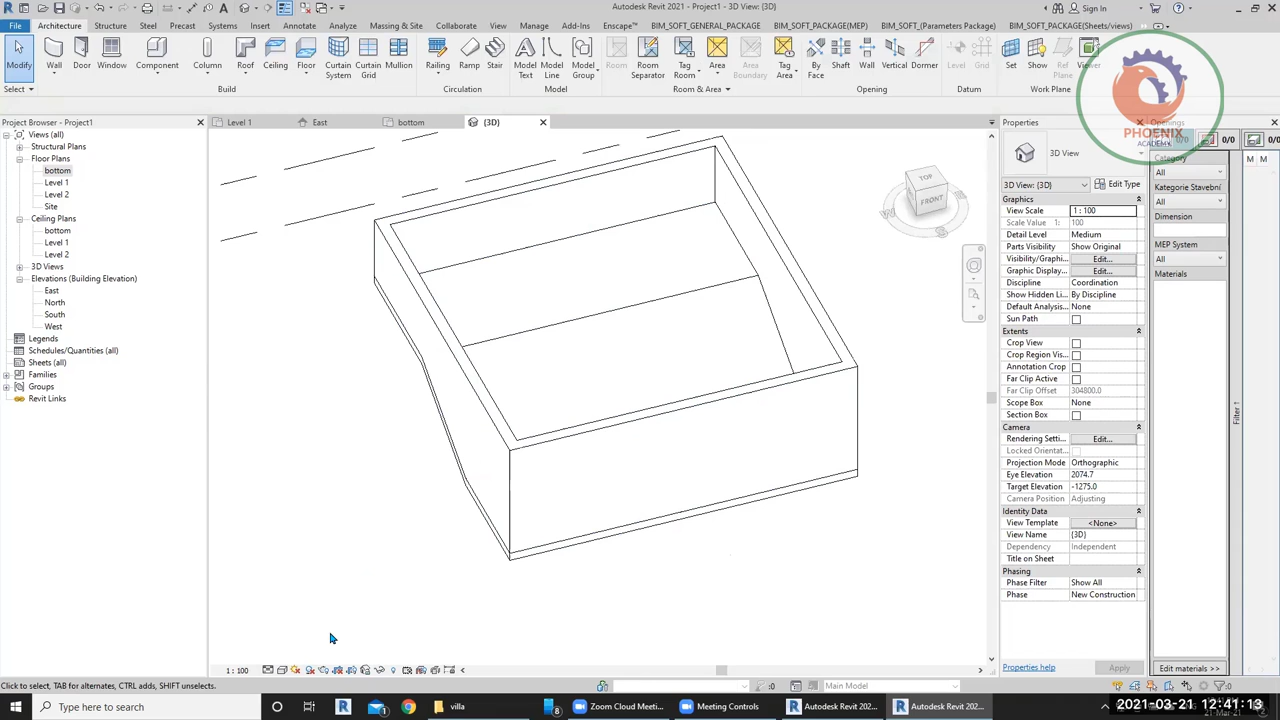 Autodesk Revit 2020 - Project1 - 3D View: {3D}
Sign In
File Architecture Structure Steel Precast Systems Insert Annotate Analyze Massing & Site Collaborate View Manage Add-Ins Enscape™ BIM_SOFT_GENERAL_PACKAGE BIM_SOFT_PACKAGE(MEP) BIM_SOFT_(Parameters Package) BIM_SOFT_PACKAGE(Sheets/views)
Modify Wall Door Window Component Column Roof Ceiling Floor Curtain System Curtain Grid Mullion Railing Ramp Stair Model Text Model Line Model Group Room Room Separator Tag Room Area Area Boundary Tag Area By Face Shaft Wall Vertical Dormer Level Grid Set Show Ref Plane Viewer
Select Build Circulation Model Room & Area Opening Datum Work Plane
PHOENIX
ACADEMY
Project Browser - Project1
Level 1 East bottom {3D}
Properties
Openings
Views (all)
Structural Plans
Floor Plans
bottom
Level 1
Level 2
Site
Ceiling Plans
bottom
Level 1
Level 2
3D Views
Elevations (Building Elevation)
East
North
South
West
Legends
Schedules/Quantities (all)
Sheets (all)
Families
Groups
Revit Links
TOP
FRONT
W
S
3D View
3D View: {3D} Edit Type
Graphics
View Scale 1 : 100
Scale Value 1: 100
Detail Level Medium
Parts Visibility Show Original
Visibility/Graphi... Edit...
Graphic Display... Edit...
Discipline Coordination
Show Hidden Li... By Discipline
Default Analysis... None
Sun Path
Extents
Crop View
Crop Region Vis...
Annotation Crop
Far Clip Active
Far Clip Offset 304800.0
Scope Box None
Section Box
Camera
Rendering Setti... Edit...
Locked Orientat...
Projection Mode Orthographic
Eye Elevation 2074.7
Target Elevation -1275.0
Camera Position Adjusting
Identity Data
View Template <None>
View Name {3D}
Dependency Independent
Title on Sheet
Phasing
Phase Filter Show All
Phase New Construction
Properties help Apply
0/0 0/0 0/0
Category
All
Kategorie Stavební
All
Dimension
MEP System
All
Materials
M M
Filter ↑
Edit materials >>
1 : 100
Click to select, TAB for alternates, CTRL adds, SHIFT unselects.
:0
Main Model
:0
Type here to search
1
villa
8
Zoom Cloud Meeti...
Meeting Controls
Autodesk Revit 202...
Autodesk Revit 202...
2021-03-21 12:41:13